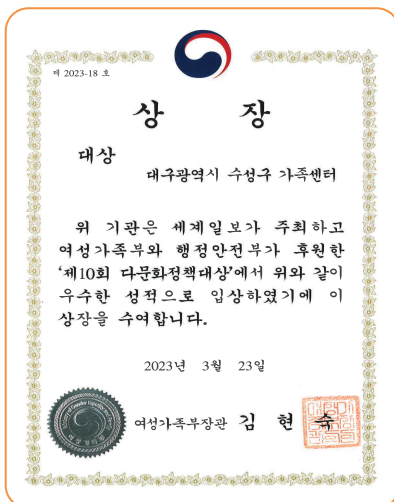 제 2023-18 호
상 장
대상
대구광역시 수성구 가족센터
위 기관은 세계일보가 주최하고
여성가족부와 행정안전부가 후원한
‘제10회 다문화정책대상’에서 위와 같이
우수한 성적으로 입상하였기에 이
상장을 수여합니다.
2023년 3월 23일
여성가족부장관 김 현 숙